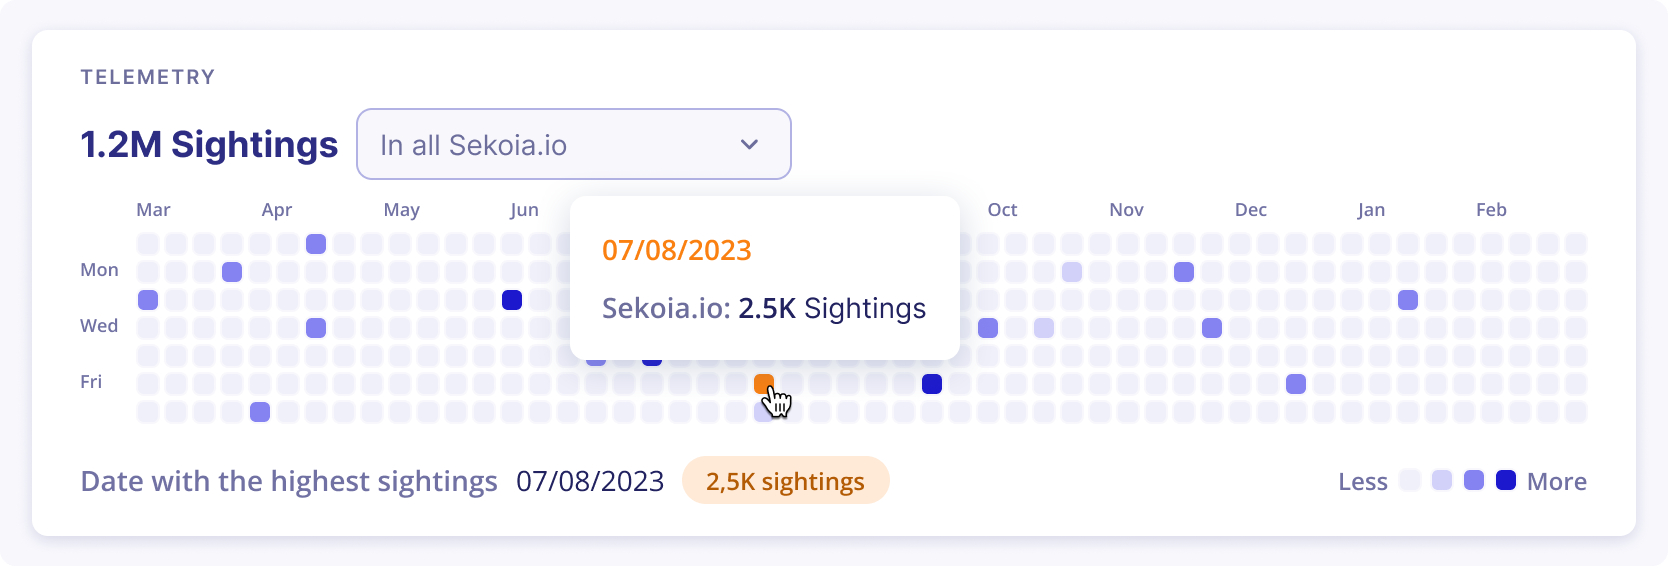 TELEMETRY
1.2M Sightings In all Sekoia.io
Mar Apr May Jun Oct Nov Dec Jan Feb
07/08/2023
Mon
Sekoia.io: 2.5K Sightings
Wed
Fri
Date with the highest sightings 07/08/2023 2,5K sightings Less More